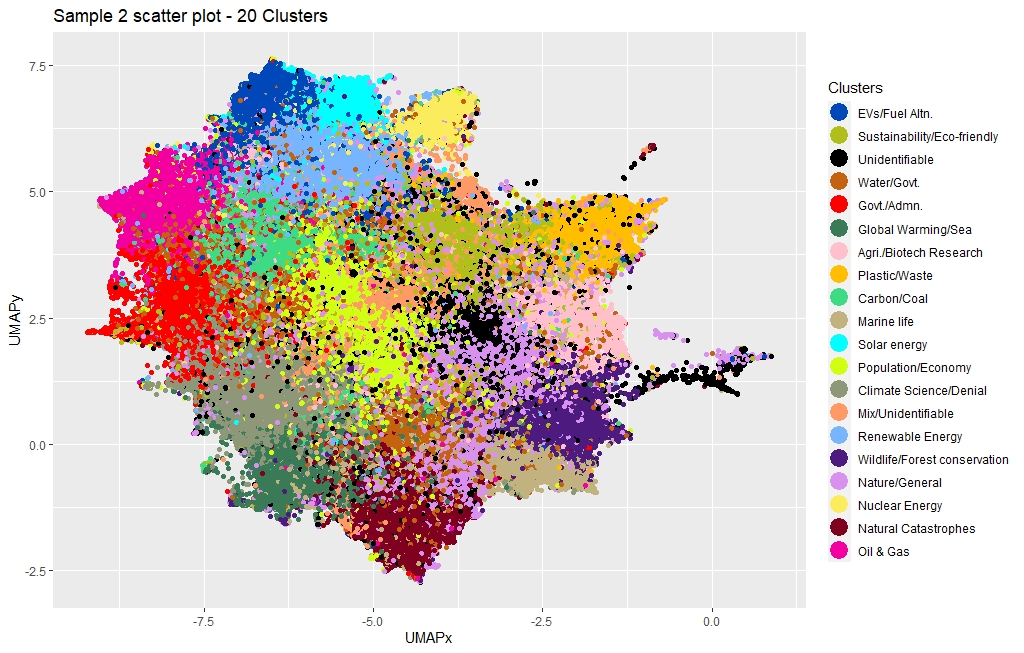 Sample 2 scatter plot - 20 Clusters
7.5
5.0
2.5
0.0
-2.5
UMAPy
-7.5
-5.0
-2.5
0.0
UMAPx
Clusters
EVs/Fuel Altn.
Sustainability/Eco-friendly
Unidentifiable
Water/Govt.
Govt./Admn.
Global Warming/Sea
Agri./Biotech Research
Plastic/Waste
Carbon/Coal
Marine life
Solar energy
Population/Economy
Climate Science/Denial
Mix/Unidentifiable
Renewable Energy
Wildlife/Forest conservation
Nature/General
Nuclear Energy
Natural Catastrophes
Oil & Gas